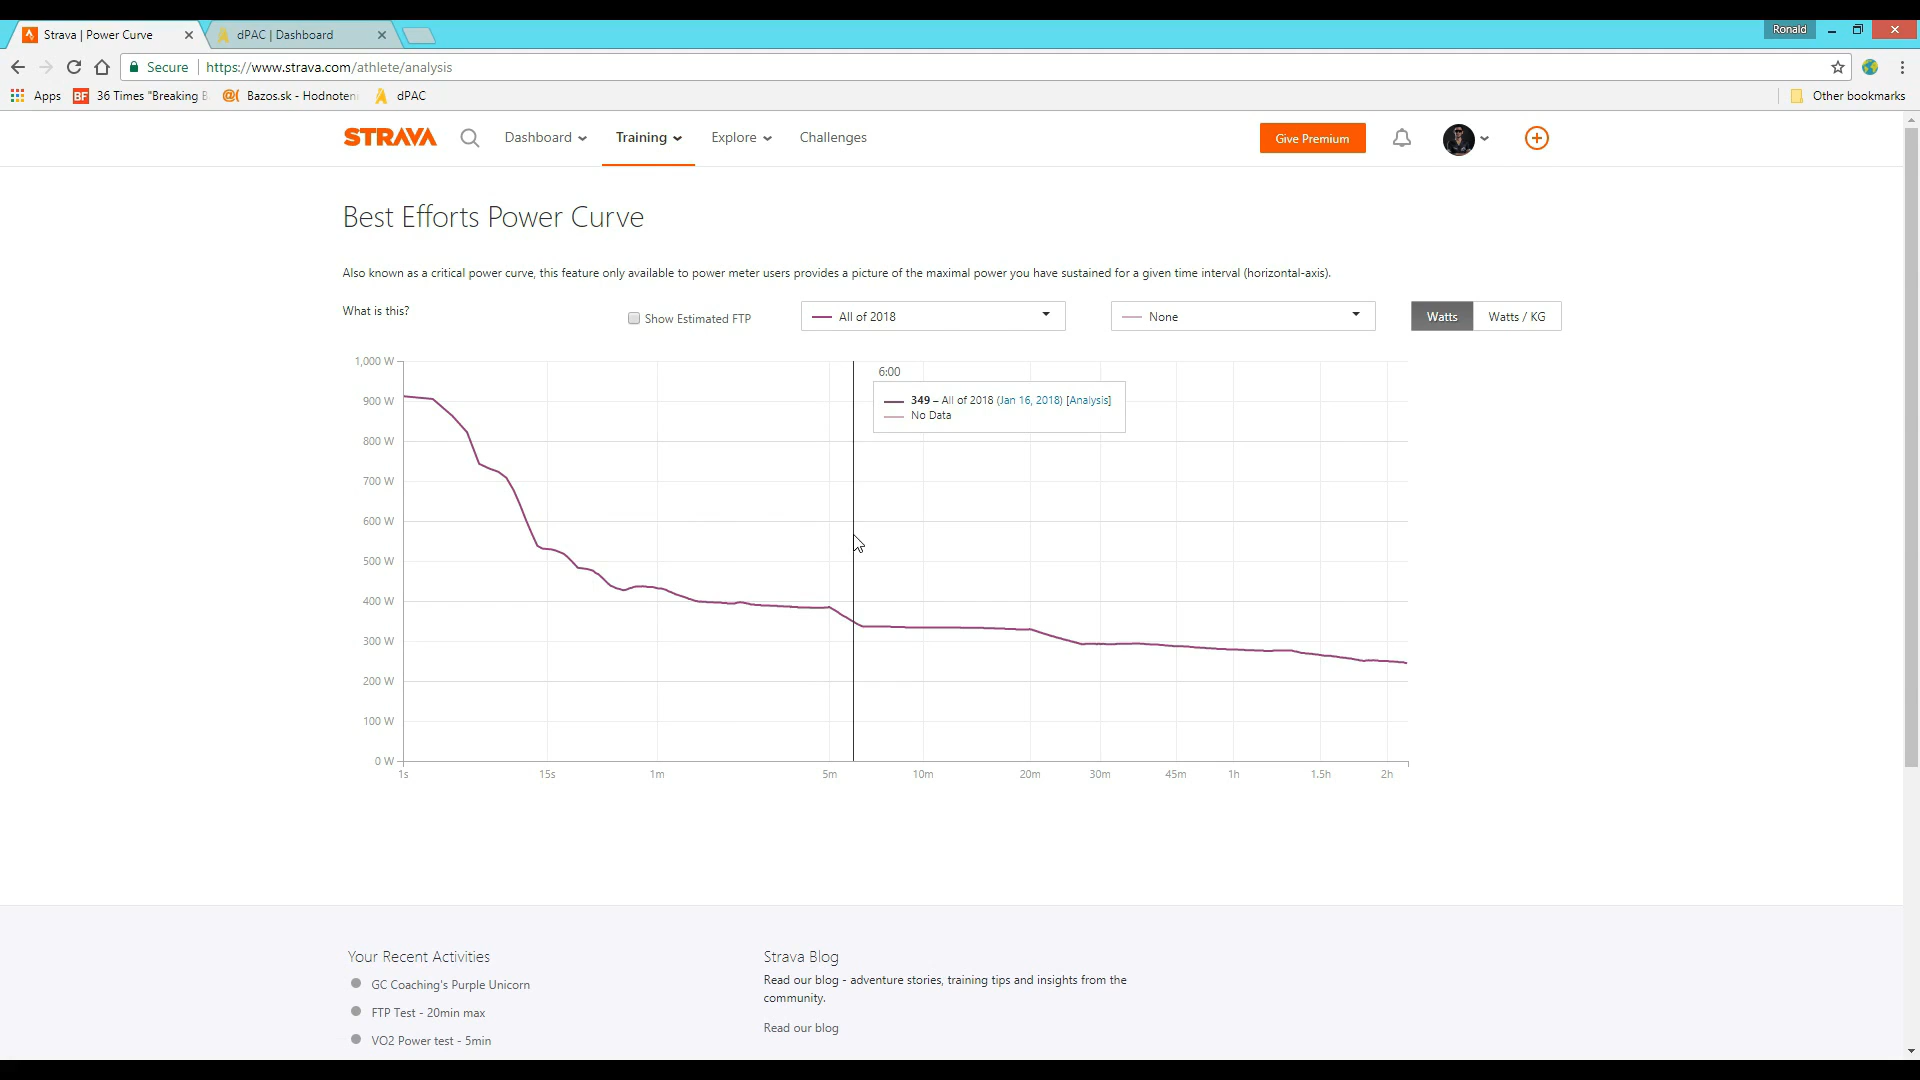 Strava | Power Curve
dPAC | Dashboard
Ronald
Secure
https://www.strava.com/athlete/analysis
Apps
BF
36 Times "Breaking B
@(
Bazos.sk - Hodnoten
dPAC
Other bookmarks
STRAVA
Dashboard
Training
Explore
Challenges
Give Premium
Best Efforts Power Curve
Also known as a critical power curve, this feature only available to power meter users provides a picture of the maximal power you have sustained for a given time interval (horizontal-axis).
What is this?
Show Estimated FTP
All of 2018
None
Watts
Watts / KG
1,000 W
900 W
800 W
700 W
600 W
500 W
400 W
300 W
200 W
100 W
0 W
6:00
349 – All of 2018 (Jan 16, 2018) [Analysis]
No Data
1s
15s
1m
5m
10m
20m
30m
45m
1h
1.5h
2h
Your Recent Activities
GC Coaching's Purple Unicorn
FTP Test - 20min max
VO2 Power test - 5min
Strava Blog
Read our blog - adventure stories, training tips and insights from the
community.
Read our blog